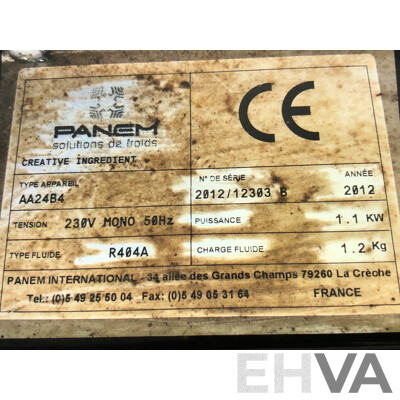 PANEM
solutions de froids
CREATIVE INGREDIENT
CE
TYPE APPAREIL
AA24B4
N° DE SÉRIE
2012/12303 B
ANNÉE
2012
TENSION 230V MONO 50Hz
PUISSANCE 1.1 KW
TYPE FLUIDE R404A
CHARGE FLUIDE 1.2 Kg
PANEM INTERNATIONAL - 34 allée des Grands Champs 79260 La Crèche
Tel.: (0)5 49 25 50 04 Fax: (0)5 49 05 31 64 FRANCE
EHVA